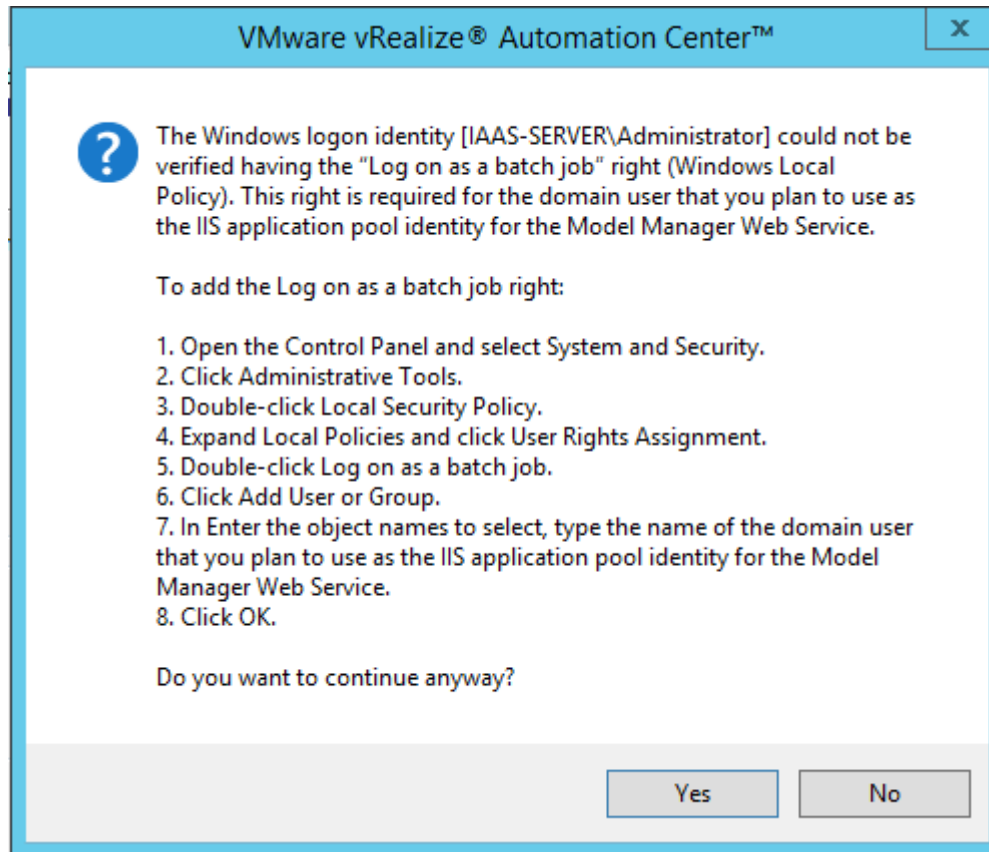 VMware vRealize® Automation Center™
x
?
The Windows logon identity [IAAS-SERVER\Administrator] could not be
verified having the “Log on as a batch job” right (Windows Local
Policy). This right is required for the domain user that you plan to use as
the IIS application pool identity for the Model Manager Web Service.
To add the Log on as a batch job right:
1. Open the Control Panel and select System and Security.
2. Click Administrative Tools.
3. Double-click Local Security Policy.
4. Expand Local Policies and click User Rights Assignment.
5. Double-click Log on as a batch job.
6. Click Add User or Group.
7. In Enter the object names to select, type the name of the domain user
that you plan to use as the IIS application pool identity for the Model
Manager Web Service.
8. Click OK.
Do you want to continue anyway?
Yes
No